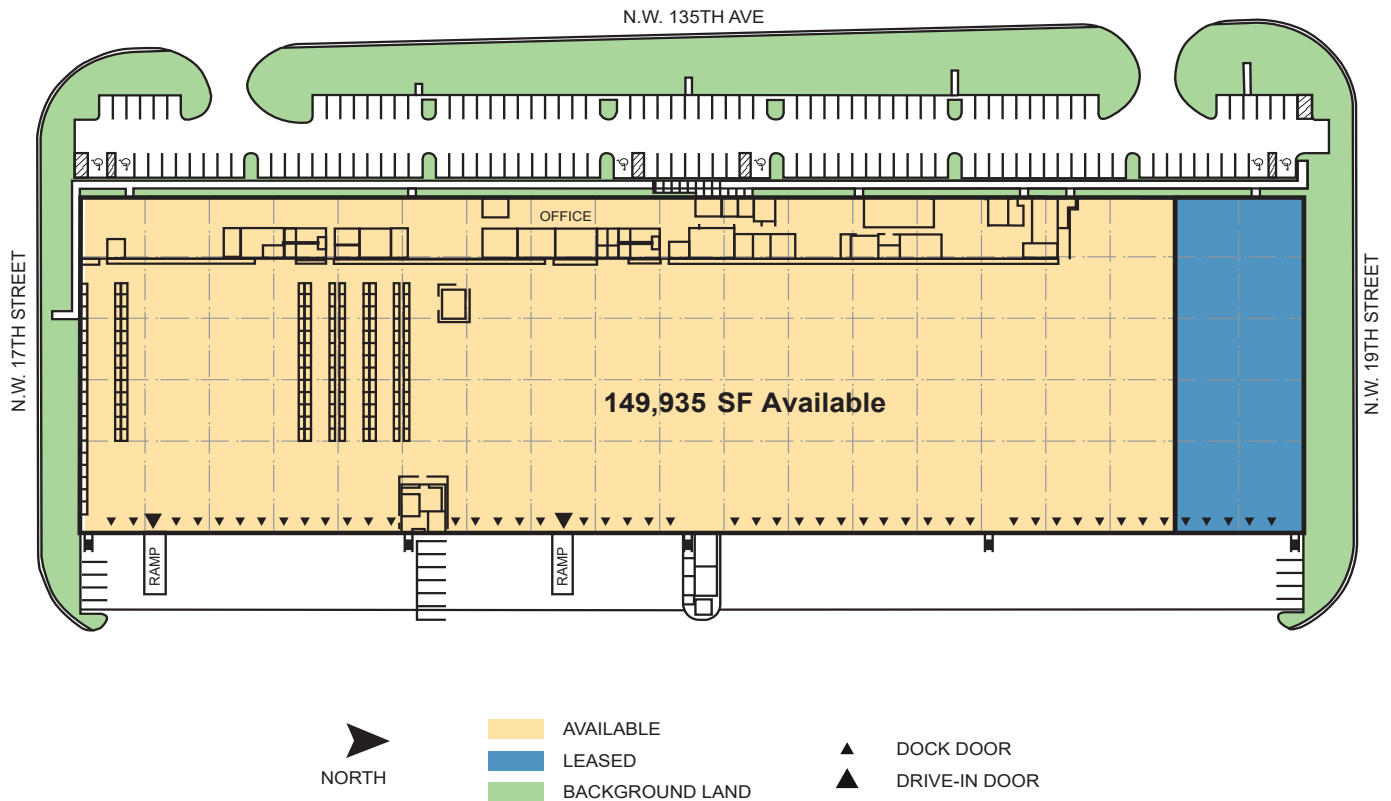 N.W. 135TH AVE
N.W. 17TH STREET
OFFICE
N.W. 19TH STREET
149,935 SF Available
RAMP
RAMP
NORTH
AVAILABLE
LEASED
BACKGROUND LAND
DOCK DOOR
DRIVE-IN DOOR